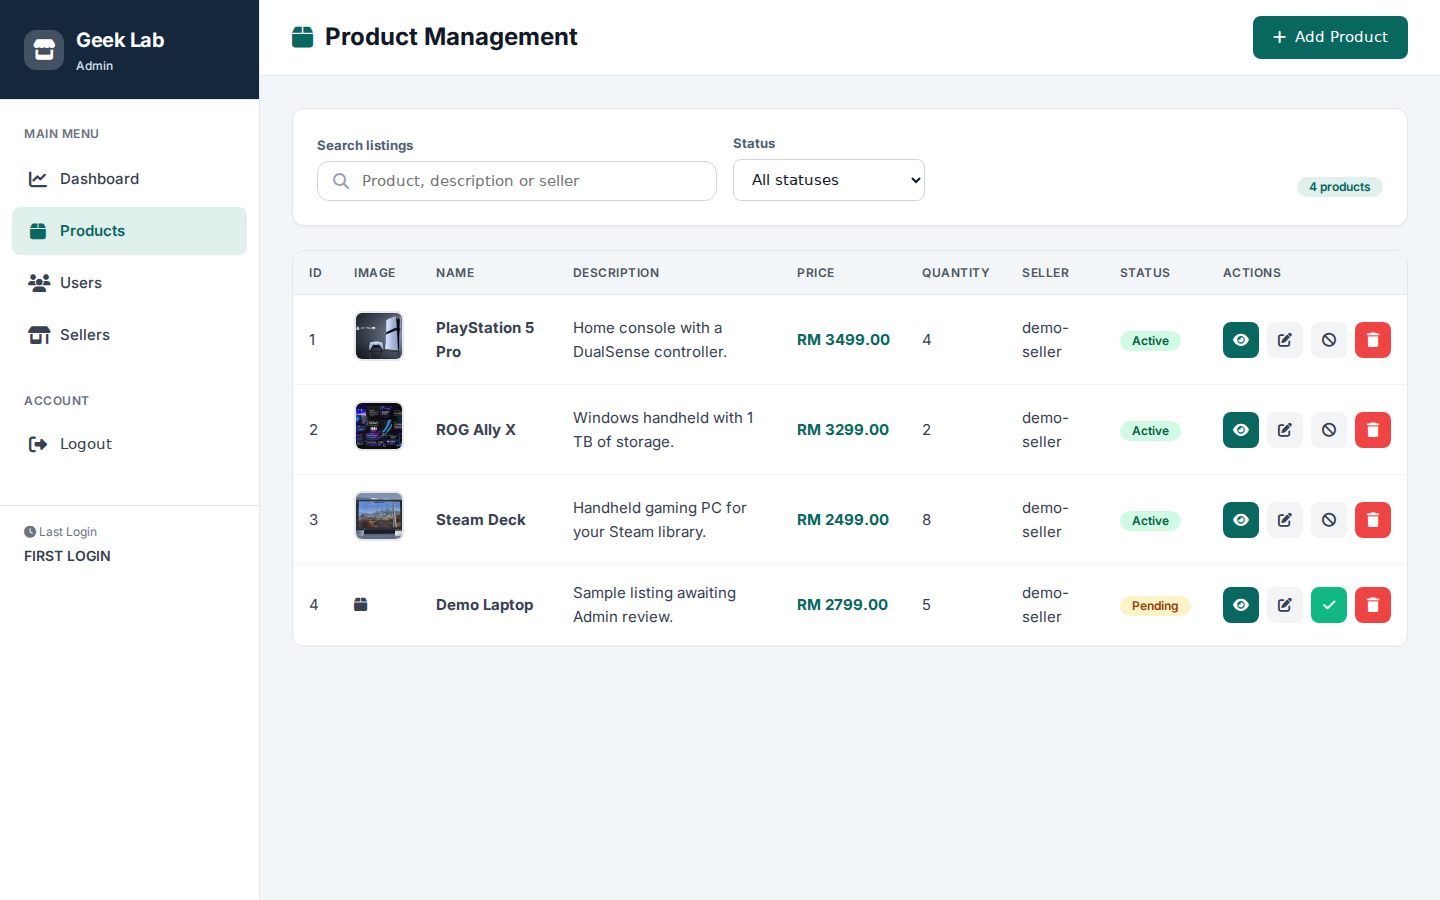 Geek Lab
Admin
MAIN MENU
Dashboard
Products
Users
Sellers
ACCOUNT
Logout
Last Login
FIRST LOGIN
Product Management
Add Product
Search listings
Product, description or seller
Status
All statuses
4 products
ID IMAGE NAME DESCRIPTION PRICE QUANTITY SELLER STATUS ACTIONS
1 PlayStation 5 Pro Home console with a DualSense controller. RM 3499.00 4 demo-seller Active
2 ROG Ally X Windows handheld with 1 TB of storage. RM 3299.00 2 demo-seller Active
3 Steam Deck Handheld gaming PC for your Steam library. RM 2499.00 8 demo-seller Active
4 Demo Laptop Sample listing awaiting Admin review. RM 2799.00 5 demo-seller Pending